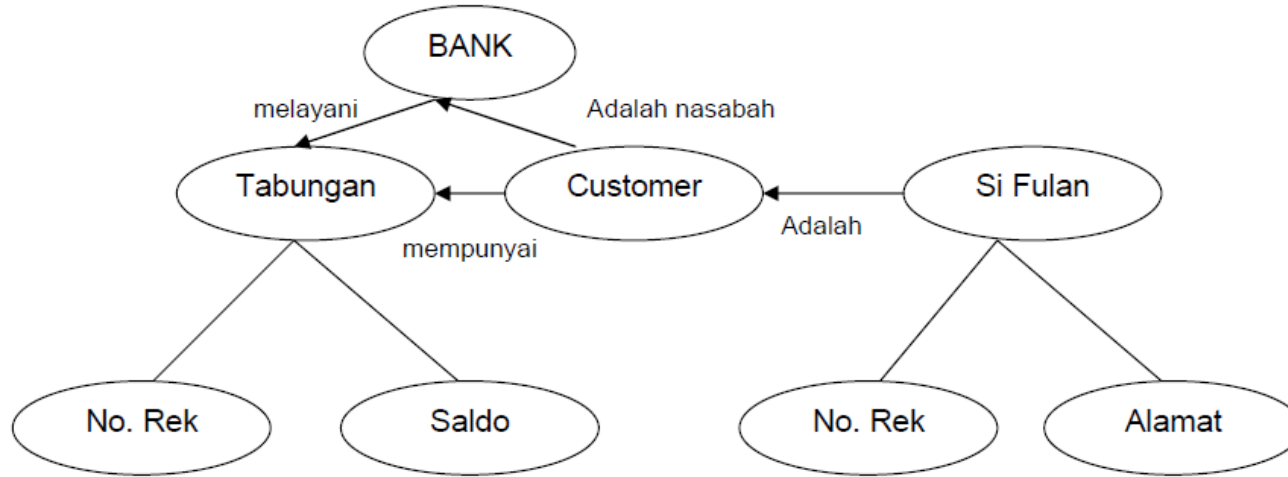 BANK
melayani
Adalah nasabah
Tabungan
Customer
Si Fulan
mempunyai
Adalah
No. Rek
Saldo
No. Rek
Alamat